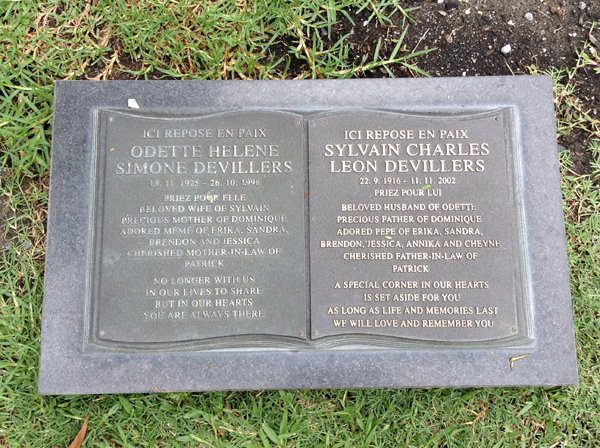 ICI REPOSE EN PAIX
ODETTE HELENE
SIMONE DEVILLERS
15. 11. 1925 - 26. 10. 1998
PRIEZ POUR ELLE
BELOVED WIFE OF SYLVAIN
PRECIOUS MOTHER OF DOMINIQUE
ADORED MÉMÉ OF ERIKA, SANDRA,
BRENDON AND JESSICA
CHERISHED MOTHER-IN-LAW OF
PATRICK
NO LONGER WITH US
IN OUR LIVES TO SHARE
BUT IN OUR HEARTS
YOU ARE ALWAYS THERE
ICI REPOSE EN PAIX
SYLVAIN CHARLES
LEON DEVILLERS
22. 9. 1916 - 11. 11. 2002
PRIEZ POUR LUI
BELOVED HUSBAND OF ODETTE
PRECIOUS FATHER OF DOMINIQUE
ADORED PEPE OF ERIKA, SANDRA,
BRENDON, JESSICA, ANNIKA AND CHEYNE
CHERISHED FATHER-IN-LAW OF
PATRICK
A SPECIAL CORNER IN OUR HEARTS
IS SET ASIDE FOR YOU
AS LONG AS LIFE AND MEMORIES LAST
WE WILL LOVE AND REMEMBER YOU